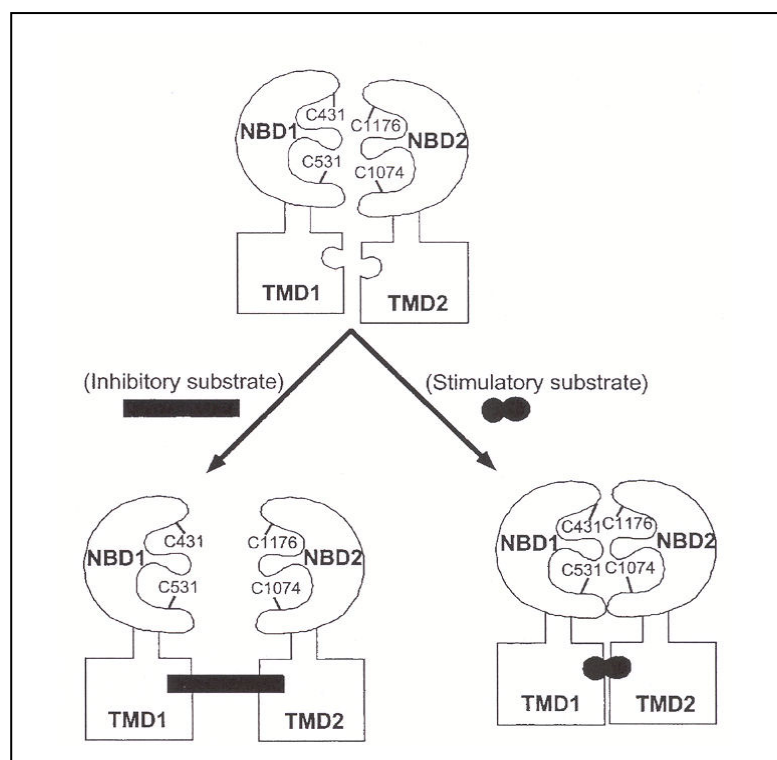 C431
C1176
NBD1
NBD2
C531
C1074
TMD1
TMD2
(Inhibitory substrate)
(Stimulatory substrate)
C431
C1176
NBD1
NBD2
C531
C1074
TMD1
TMD2
C431
C1176
NBD1
NBD2
C531
C1074
TMD1
TMD2